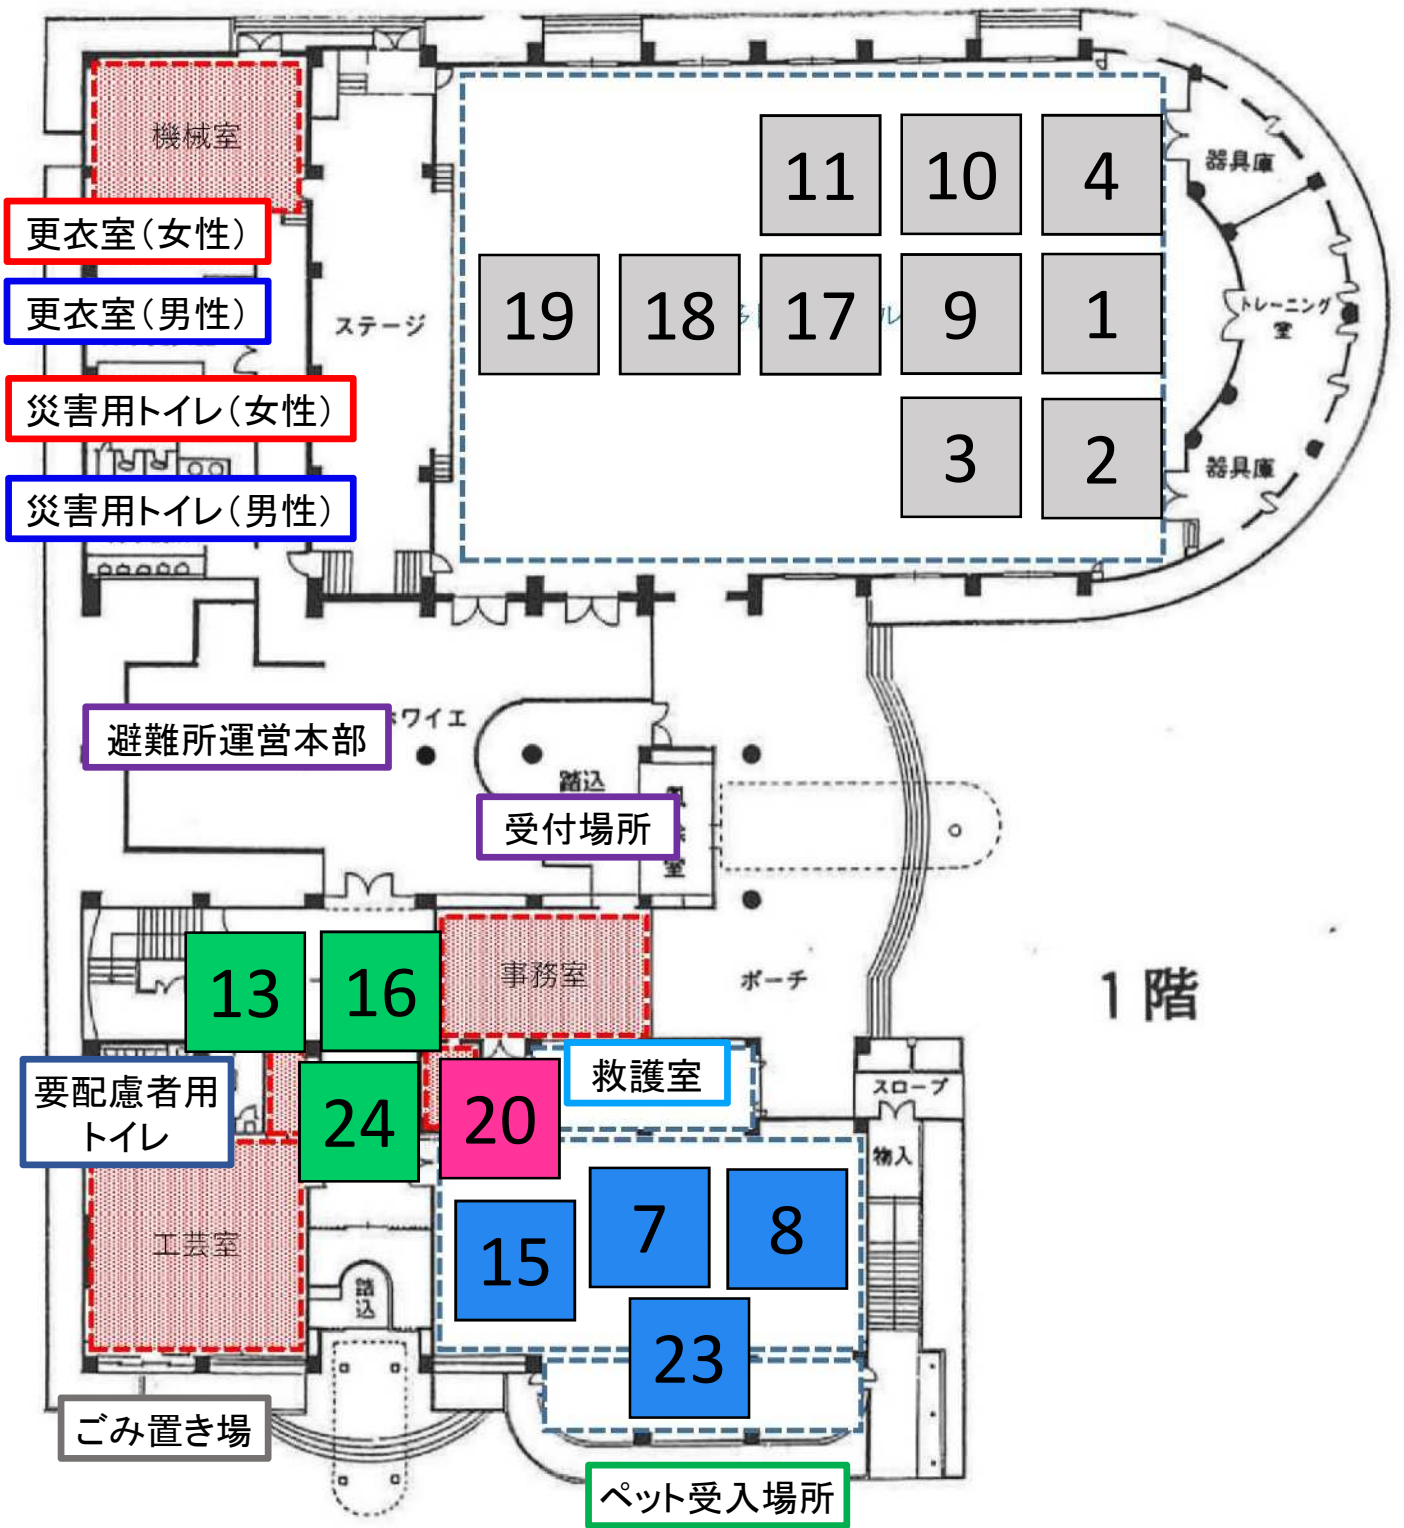 機械室
更衣室(女性)
更衣室(男性)
災害用トイレ(女性)
災害用トイレ(男性)
ステージ
11
10
4
19
18
17
9
1
3
2
ル
器具庫
トレーニング
室
器具庫
避難所運営本部
ホワイエ
踏込
受付場所
室
13
16
事務室
ポーチ
1階
要配慮者用
トイレ
24
20
救護室
スロープ
物入
工芸室
踏込
15
7
8
23
ごみ置き場
ペット受入場所